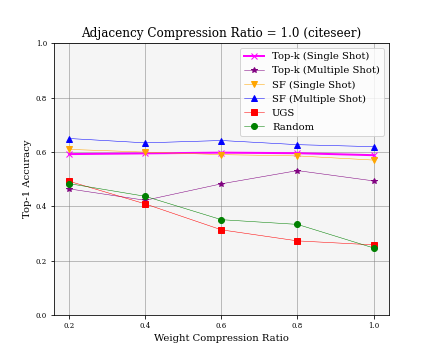 Adjacency Compression Ratio = 1.0 (citeseer)
Top-k (Single Shot)
Top-k (Multiple Shot)
SF (Single Shot)
SF (Multiple Shot)
UGS
Random
Top-1 Accuracy
1.0
0.8
0.6
0.4
0.2
0.0
0.2 0.4 0.6 0.8 1.0
Weight Compression Ratio